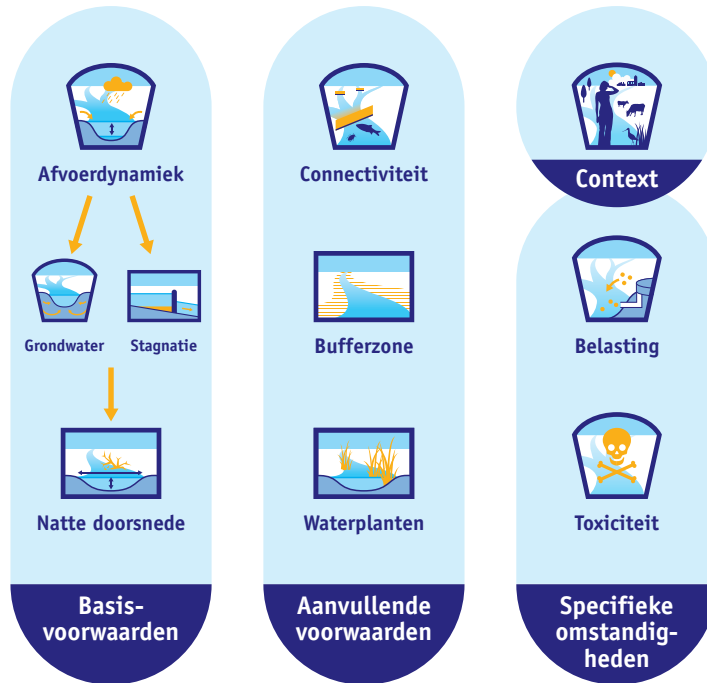 Afvoerdynamiek
Grondwater
Stagnatie
Natte doorsnede
Basis-
voorwaarden
Connectiviteit
Bufferzone
Waterplanten
Aanvullende
voorwaarden
Context
Belasting
Toxiciteit
Specifieke
omstandig-
heden